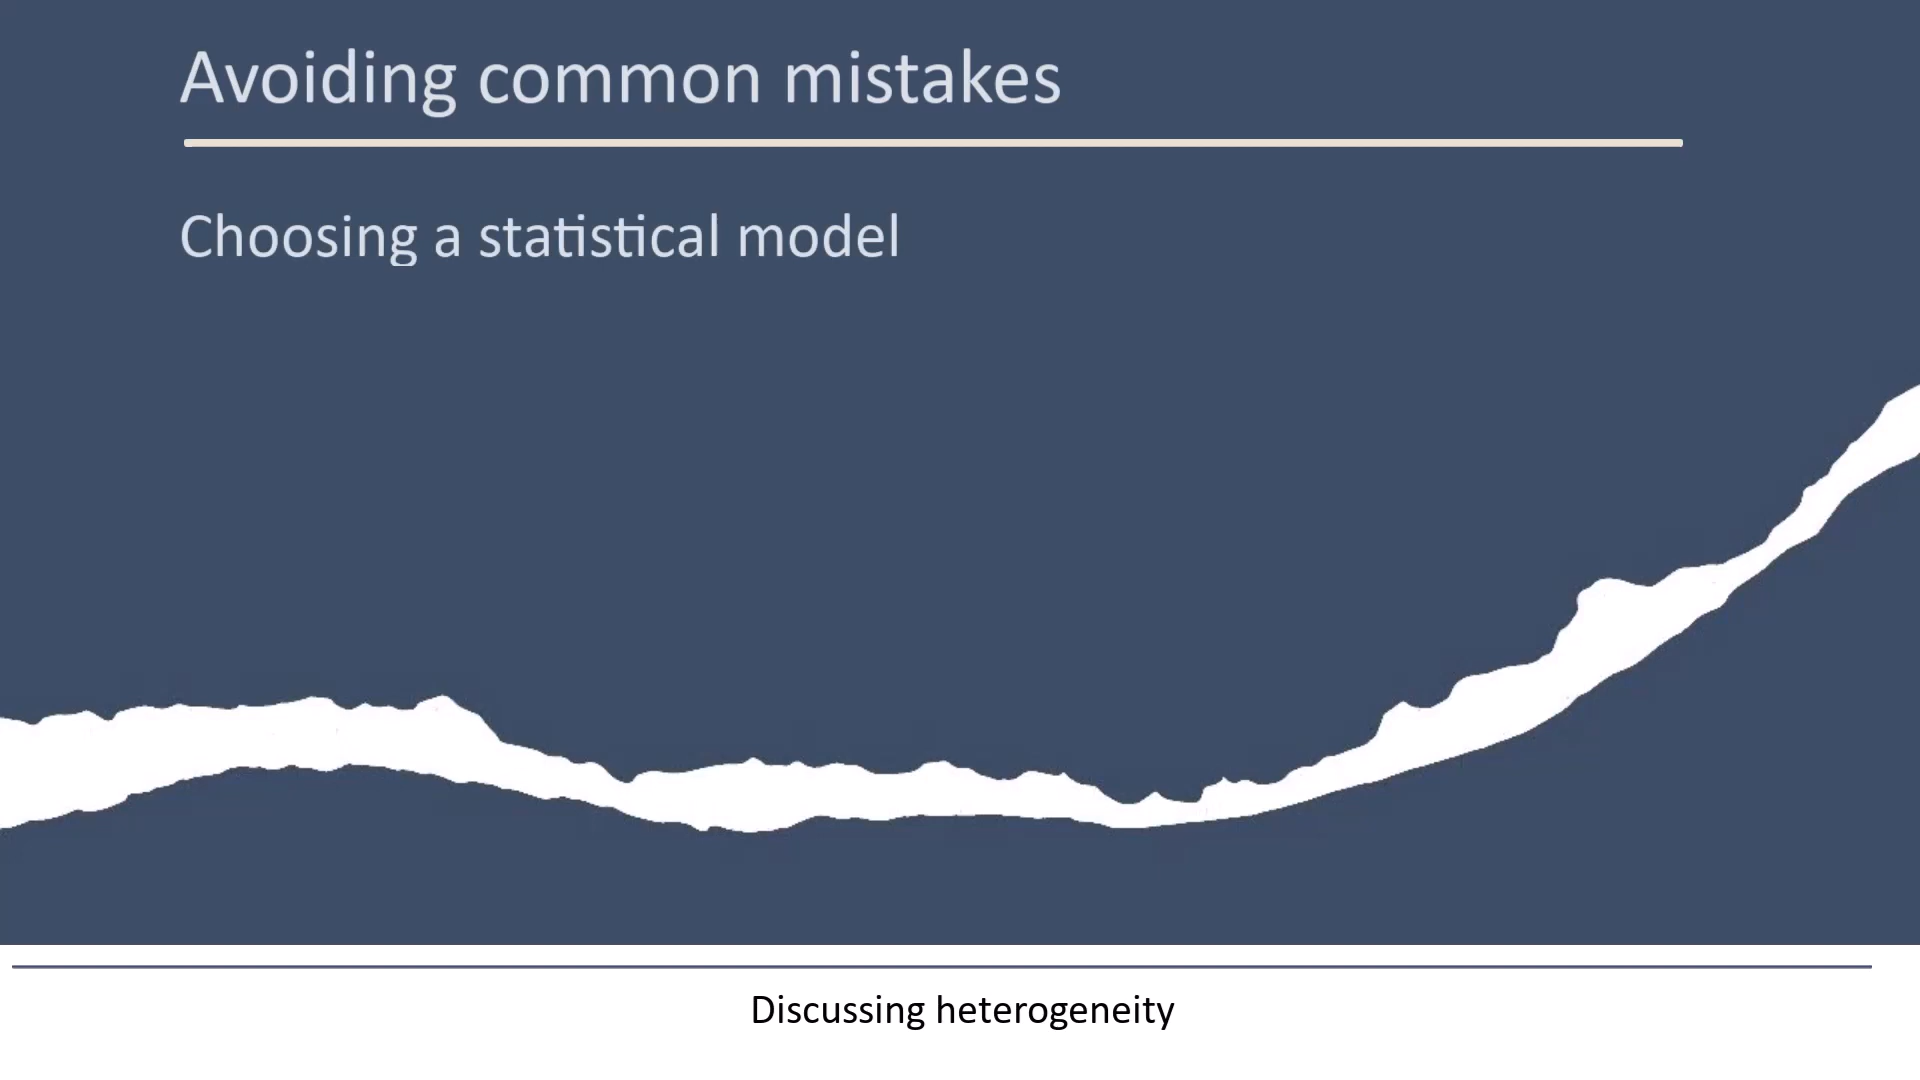 Avoiding common mistakes
Choosing a statistical model
Discussing heterogeneity